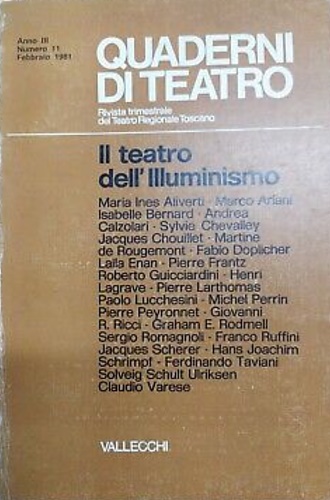 Anno III
Numero 11
Febbraio 1981
QUADERNI
DI TEATRO
Rivista trimestrale
del Teatro Regionale Toscano
Il teatro
dell'Illuminismo
Maria Ines Aliverti · Marco Ariani
Isabelle Bernard · Andrea
Calzolari · Sylvie Chevalley
Jacques Chouillet · Martine
de Rougemont · Fabio Doplicher
Laïla Enan · Pierre Frantz
Roberto Guicciardini · Henri
Lagrave · Pierre Larthomas
Paolo Lucchesini · Michel Perrin
Pierre Peyronnet · Giovanni
R. Ricci · Graham E. Rodmell
Sergio Romagnoli · Franco Ruffini
Jacques Scherer · Hans Joachim
Schrimpf · Ferdinando Taviani
Solveig Schult Ulriksen
Claudio Varese
VALLECCHI